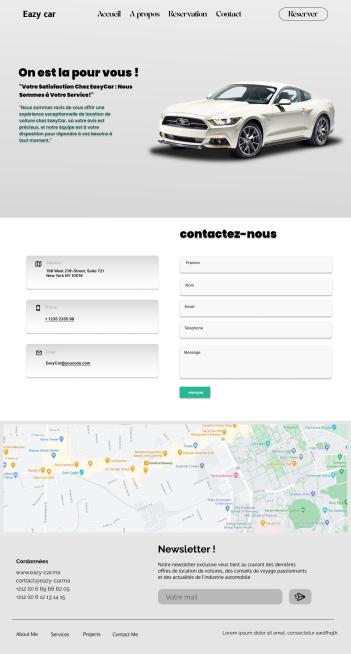 Eazy car
Accueil
A propos
Reservation
Contact
Reserver
On est la pour vous !
"Votre Satisfaction Chez EasyCar : Nous
Sommes à Votre Service!"
"Nous sommes ravis de vous offrir une
expérience exceptionnelle de location de
voiture chez EasyCar, où votre avis est
précieux, et notre équipe est à votre
disposition pour répondre à vos besoins à
tout moment."
contactez-nous
Address
198 West 21th Street, Suite 721
New York NY 10016
Phone
+ 1235 2355 98
Email
EasyCar@youcode.com
Prenom
Nom
Email
Telephone
Message
envoyer
Newsletter !
Cordonnées
www.eazy-carma
contact@eazy-carma
+212 (0) 6 69 66 62 05
+212 (0) 6 12 13 14 15
Notre newsletter exclusive vous tient au courant des dernières
offres de location de voitures, des conseils de voyage passionnants
et des actualités de l'industrie automobile
Votre mail
About Me
Services
Projects
Contact Me
Lorem ipsum dolor sit amet, consectetur axetfhqth